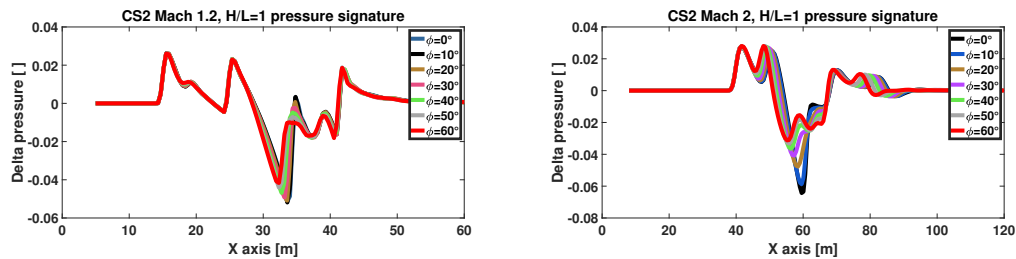 CS2 Mach 1.2, H/L=1 pressure signature
0.04
0.02
0
-0.02
-0.04
-0.06
Delta pressure [ ]
0 10 20 30 40 50 60
X axis [m]
ϕ=0°
ϕ=10°
ϕ=20°
ϕ=30°
ϕ=40°
ϕ=50°
ϕ=60°
CS2 Mach 2, H/L=1 pressure signature
0.04
0.02
0
-0.02
-0.04
-0.06
-0.08
Delta pressure [ ]
0 20 40 60 80 100 120
X axis [m]
ϕ=0°
ϕ=10°
ϕ=20°
ϕ=30°
ϕ=40°
ϕ=50°
ϕ=60°